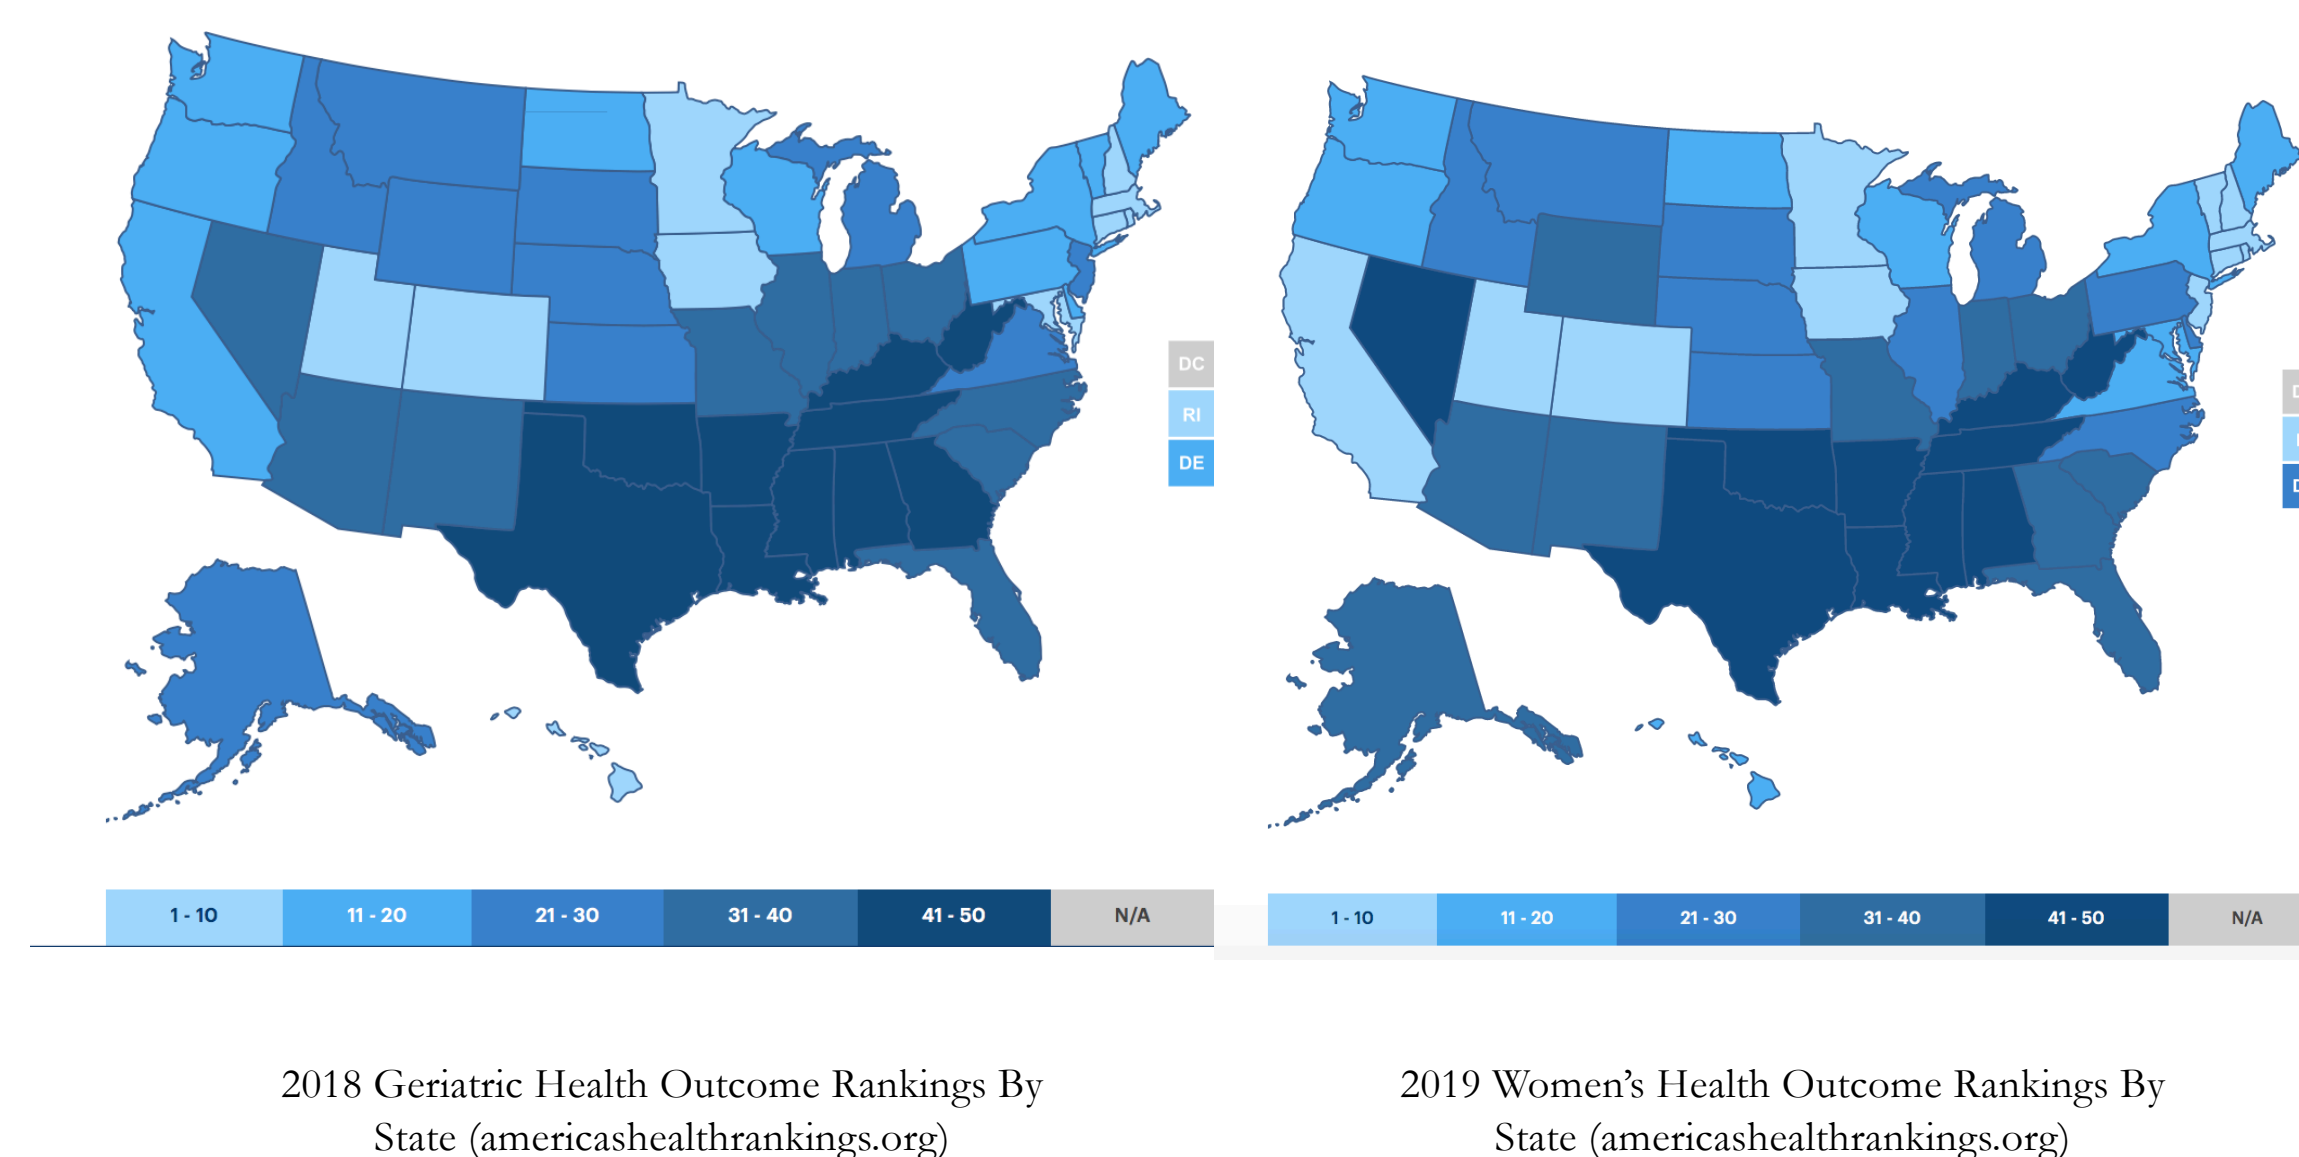 DC
RI
DE
D
D
1 - 10 11 - 20 21 - 30 31 - 40 41 - 50 N/A
1 - 10 11 - 20 21 - 30 31 - 40 41 - 50 N/A
2018 Geriatric Health Outcome Rankings By
State (americashealthrankings.org)
2019 Women’s Health Outcome Rankings By
State (americashealthrankings.org)